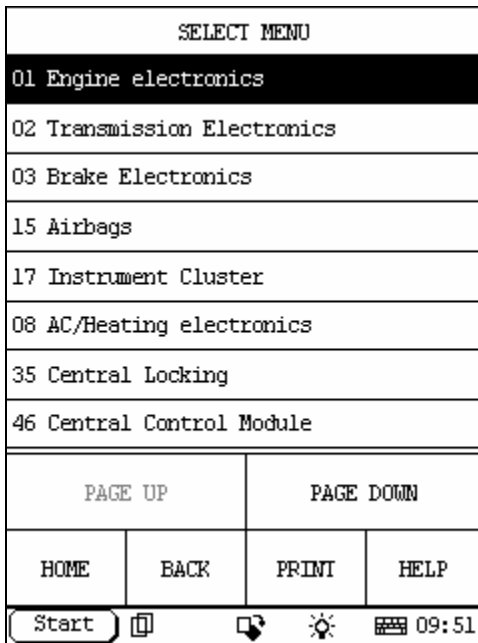 SELECT MENU
01 Engine electronics
02 Transmission Electronics
03 Brake Electronics
15 Airbags
17 Instrument Cluster
08 AC/Heating electronics
35 Central Locking
46 Central Control Module
PAGE UP PAGE DOWN
HOME BACK PRINT HELP
Start 09:51